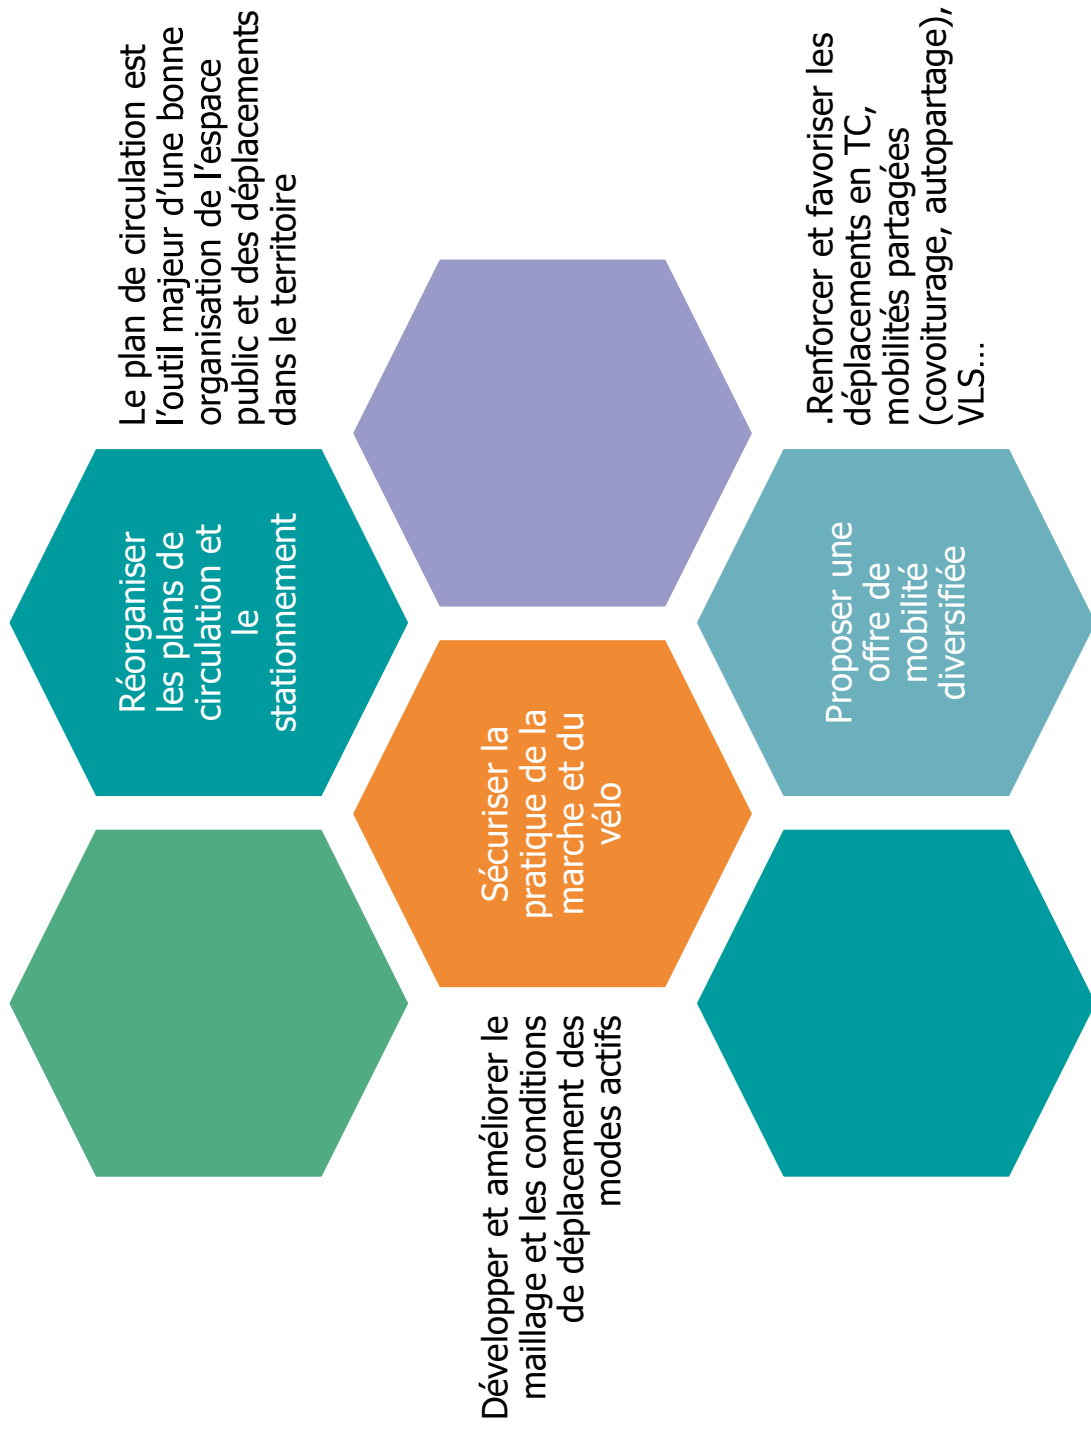 Réorganiser
les plans de
circulation et
le
stationnement
Le plan de circulation est
l’outil majeur d’une bonne
organisation de l’espace
public et des déplacements
dans le territoire
Sécuriser la
pratique de la
marche et du
vélo
Développer et améliorer le
maillage et les conditions
de déplacement des
modes actifs
Proposer une
offre de
mobilité
diversifiée
.Renforcer et favoriser les
déplacements en TC,
mobilités partagées
(covoiturage, autopartage),
VLS…